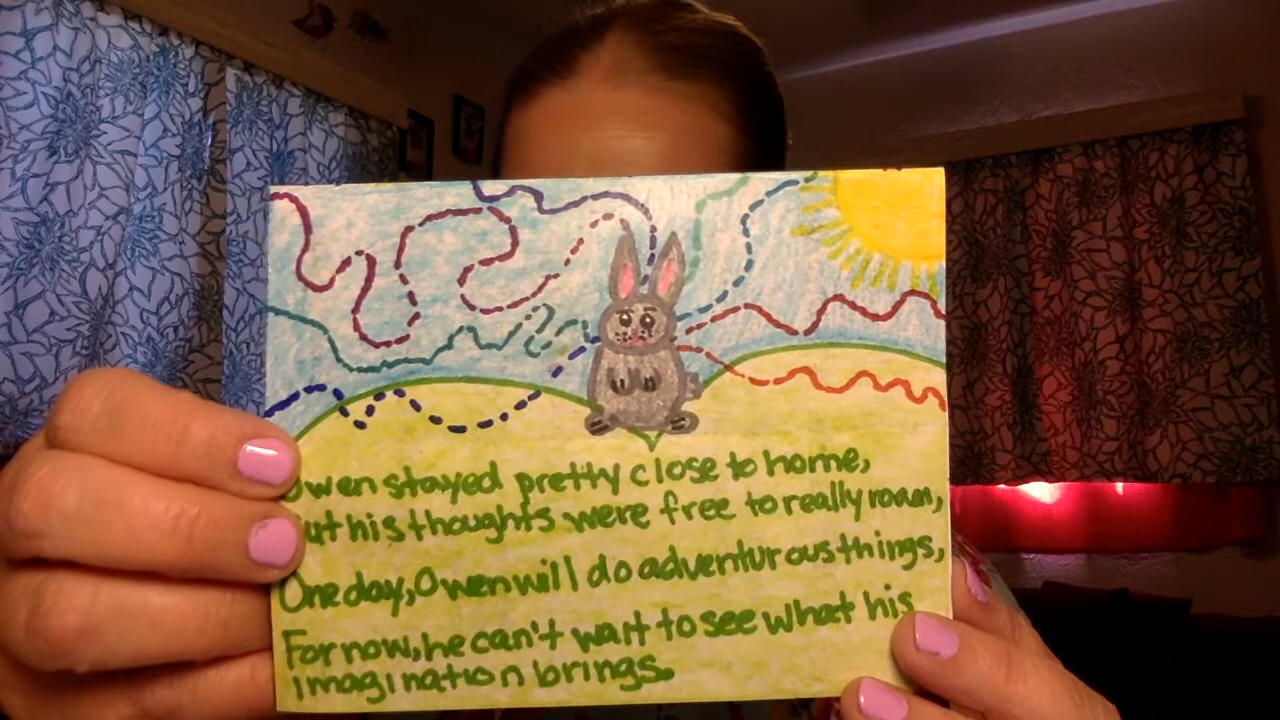 Owen stayed pretty close to home,
but his thoughts were free to really roam,
One day, Owen will do adventurous things,
For now, he can't wait to see what his
imagination brings.